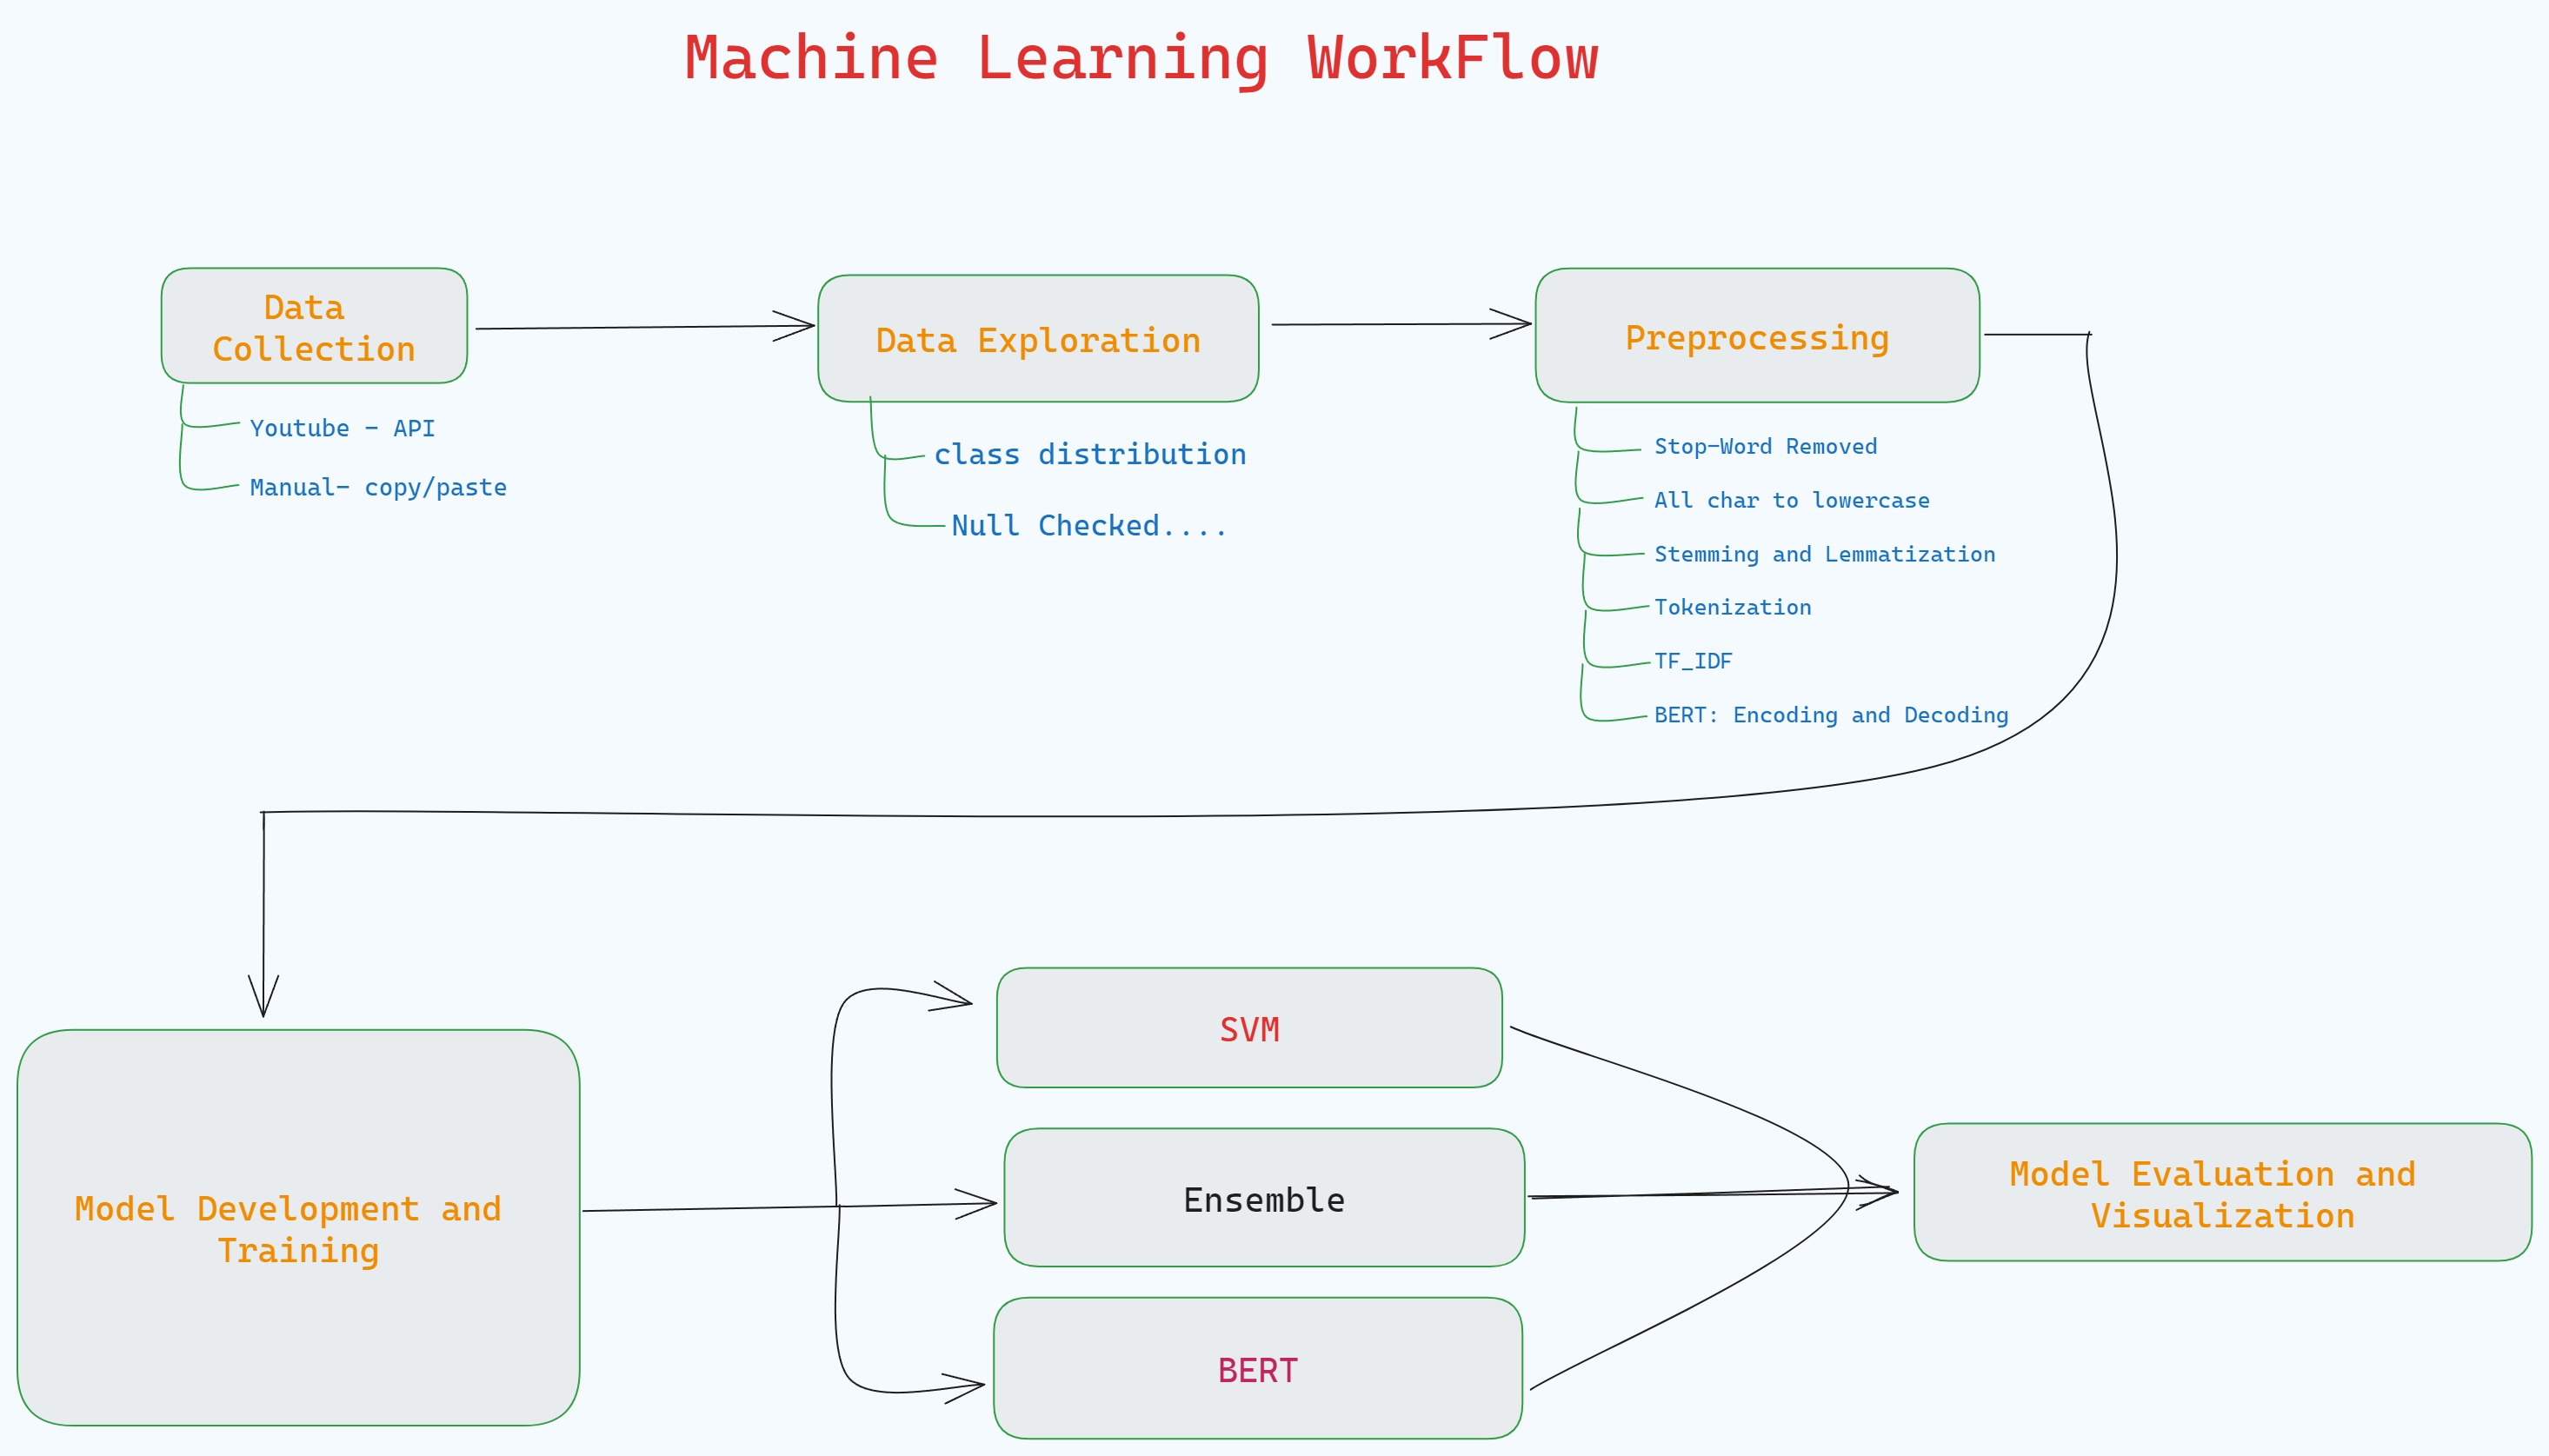 Machine Learning WorkFlow
Data
Collection
Youtube - API
Manual- copy/paste
Data Exploration
class distribution
Null Checked....
Preprocessing
Stop-Word Removed
All char to lowercase
Stemming and Lemmatization
Tokenization
TF_IDF
BERT: Encoding and Decoding
Model Development and
Training
SVM
Ensemble
BERT
Model Evaluation and
Visualization